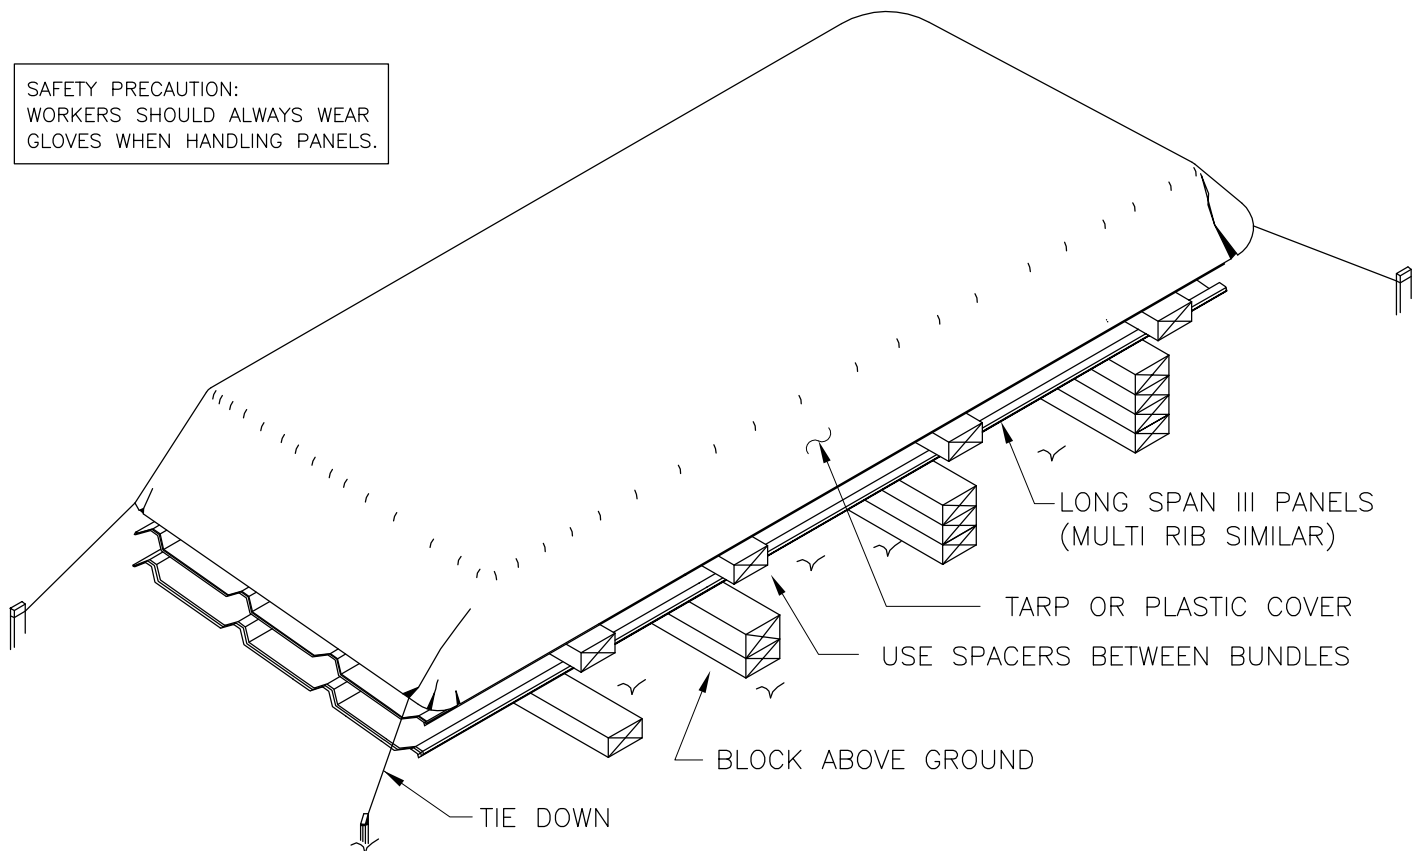 SAFETY PRECAUTION:
WORKERS SHOULD ALWAYS WEAR
GLOVES WHEN HANDLING PANELS.
LONG SPAN III PANELS
(MULTI RIB SIMILAR)
TARP OR PLASTIC COVER
USE SPACERS BETWEEN BUNDLES
BLOCK ABOVE GROUND
TIE DOWN